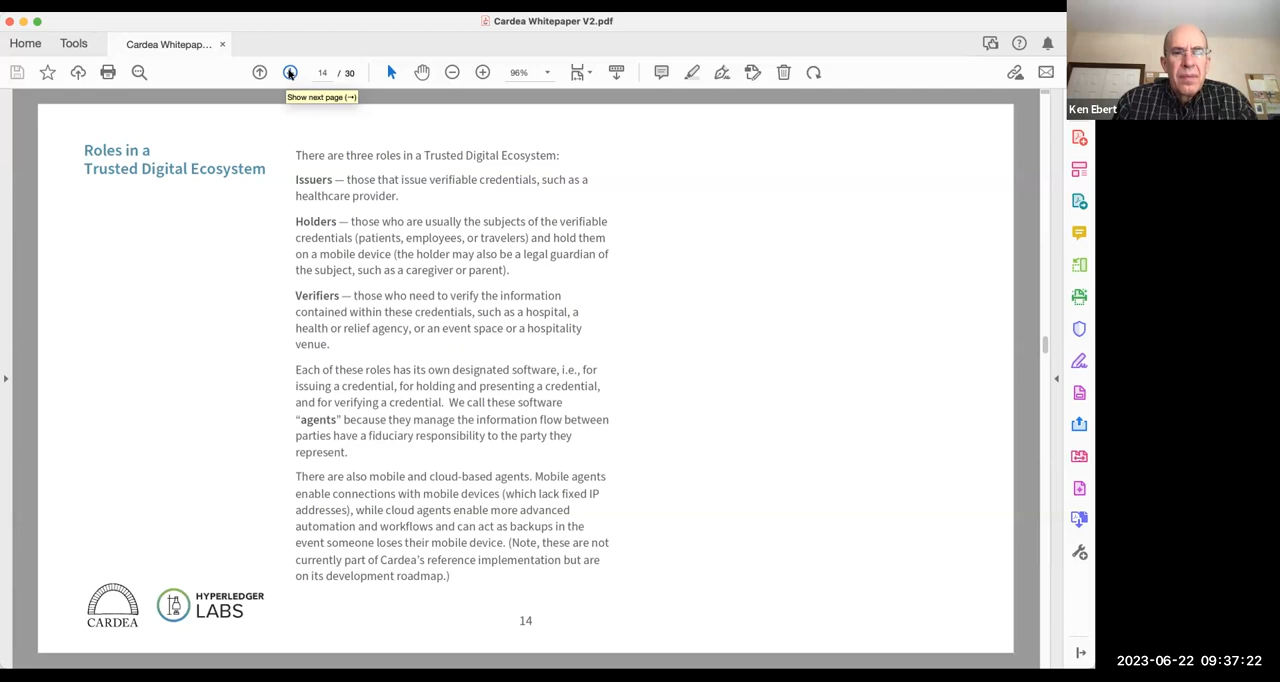 Cardea Whitepaper V2.pdf
Home
Tools
Cardea Whitepap...
14 / 30
96%
Show next page (→)
Ken Ebert
Roles in a
Trusted Digital Ecosystem
There are three roles in a Trusted Digital Ecosystem:
Issuers — those that issue verifiable credentials, such as a
healthcare provider.
Holders — those who are usually the subjects of the verifiable
credentials (patients, employees, or travelers) and hold them
on a mobile device (the holder may also be a legal guardian of
the subject, such as a caregiver or parent).
Verifiers — those who need to verify the information
contained within these credentials, such as a hospital, a
health or relief agency, or an event space or a hospitality
venue.
Each of these roles has its own designated software, i.e., for
issuing a credential, for holding and presenting a credential,
and for verifying a credential.  We call these software
“agents” because they manage the information flow between
parties have a fiduciary responsibility to the party they
represent.
There are also mobile and cloud-based agents. Mobile agents
enable connections with mobile devices (which lack fixed IP
addresses), while cloud agents enable more advanced
automation and workflows and can act as backups in the
event someone loses their mobile device. (Note, these are not
currently part of Cardea’s reference implementation but are
on its development roadmap.)
CARDEA
HYPERLEDGER
LABS
14
2023-06-22 09:37:22